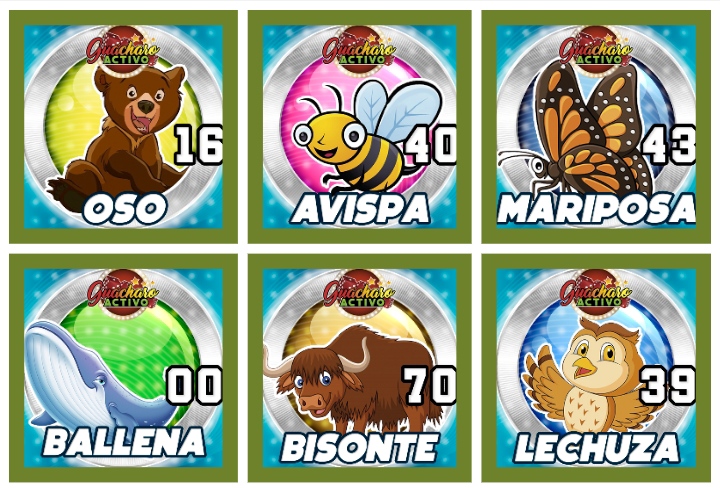 Guácharo
ACTIVO
16
OSO
Guácharo
ACTIVO
40
AVISPA
Guácharo
ACTIVO
43
MARIPOSA
Guácharo
ACTIVO
00
BALLENA
Guácharo
ACTIVO
70
BISONTE
Guácharo
ACTIVO
39
LECHUZA